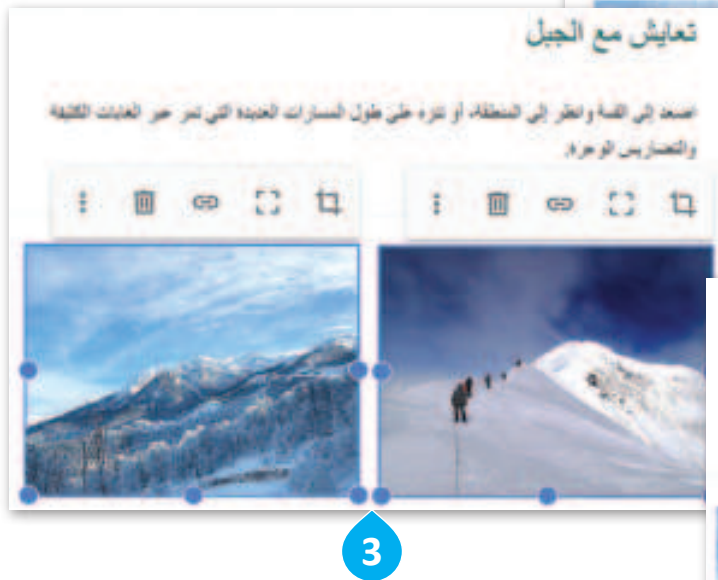 تعايش مع الجبل
اصعد إلى القمة وانظر إلى المنطقة، أو تنزه على طول المسارات العديدة التي تمر عبر الغابات الكثيفة
والتضاريس الوعرة.
3